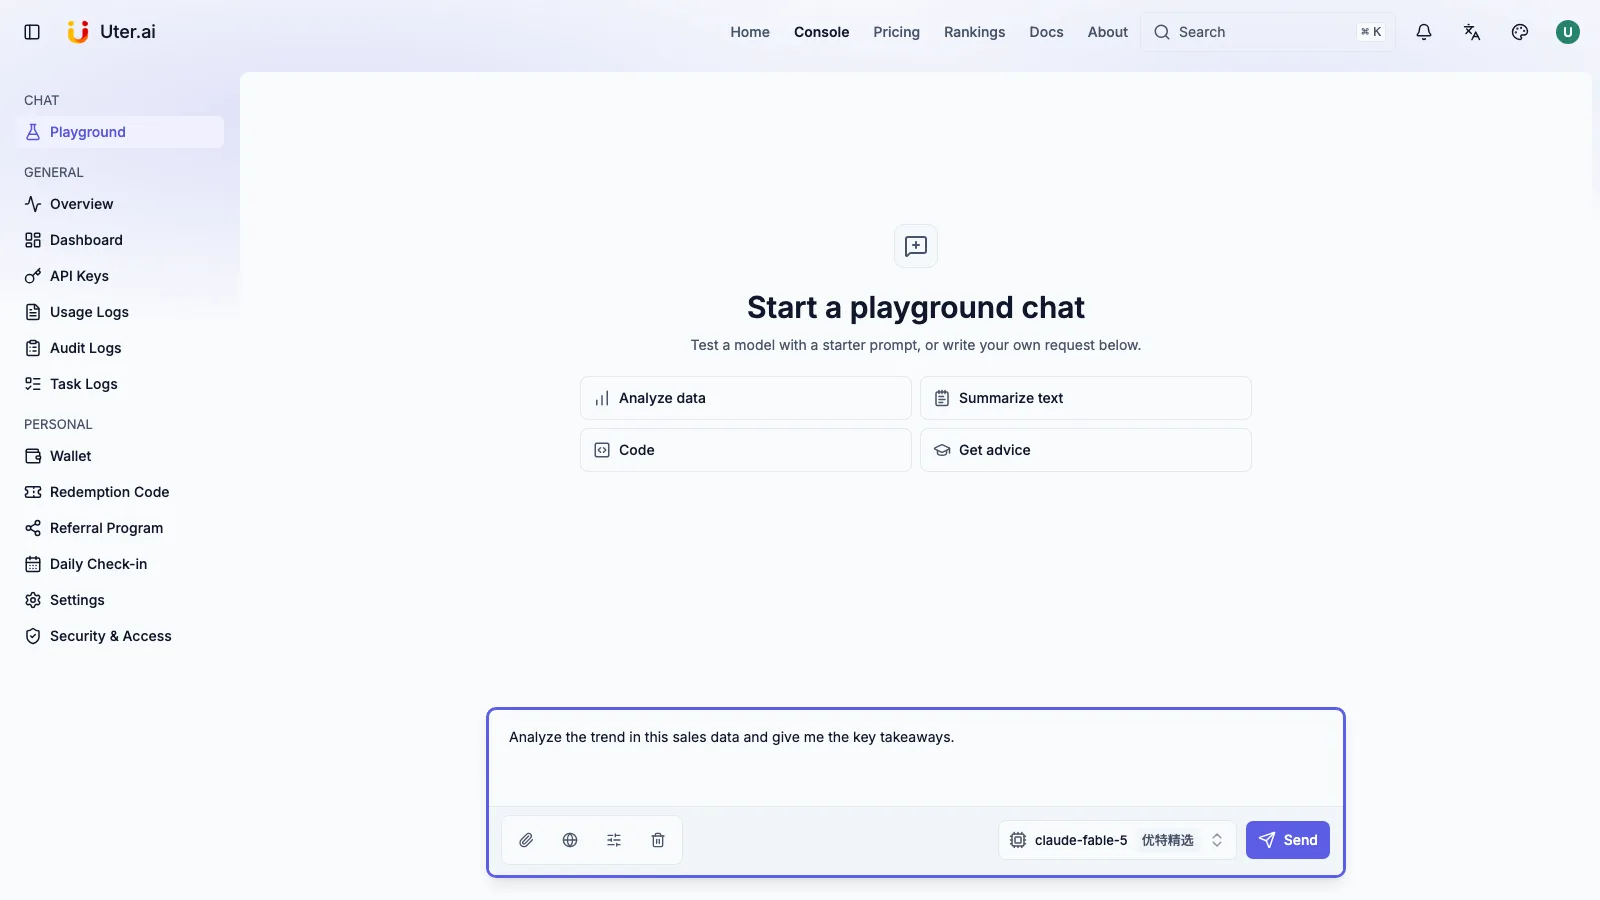 Uter.ai
Home Console Pricing Rankings Docs About Search ⌘ K U
CHAT
Playground
GENERAL
Overview
Dashboard
API Keys
Usage Logs
Audit Logs
Task Logs
PERSONAL
Wallet
Redemption Code
Referral Program
Daily Check-in
Settings
Security & Access
Start a playground chat
Test a model with a starter prompt, or write your own request below.
Analyze data
Summarize text
Code
Get advice
Analyze the trend in this sales data and give me the key takeaways.
claude-fable-5 优特精选 Send